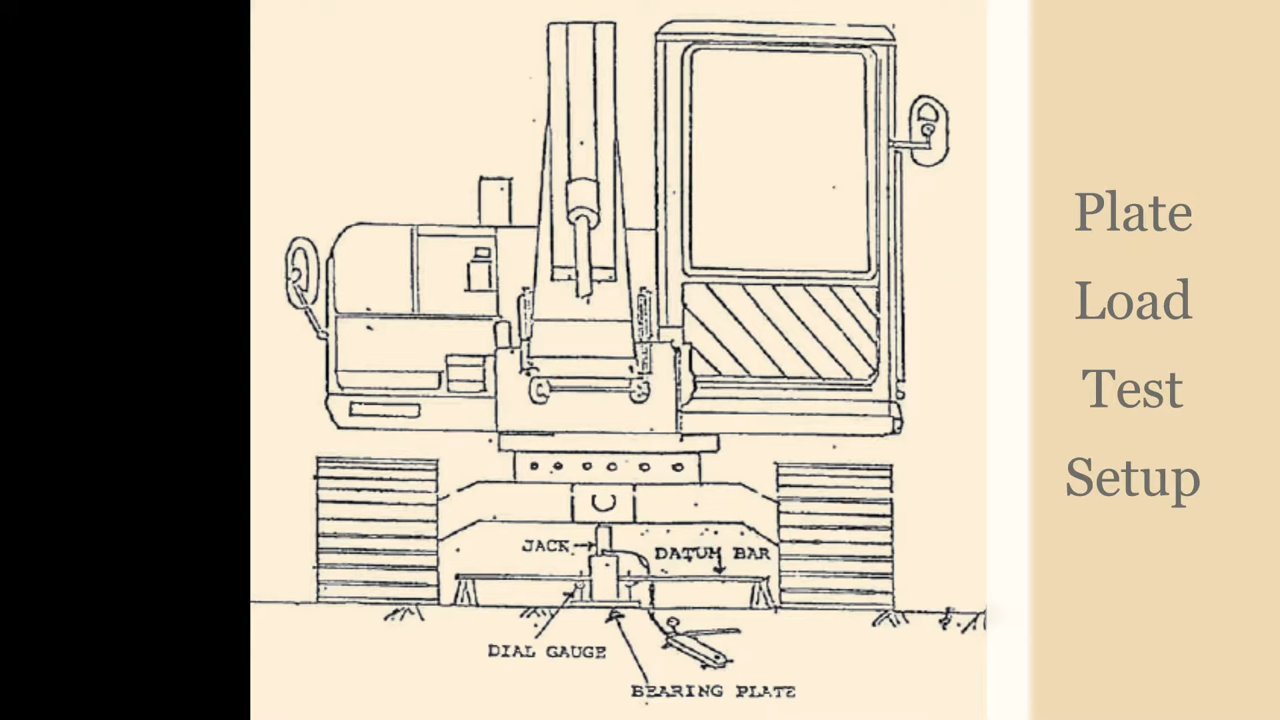 Plate
Load
Test
Setup
JACK
DATUM BAR
DIAL GAUGE
BEARING PLATE